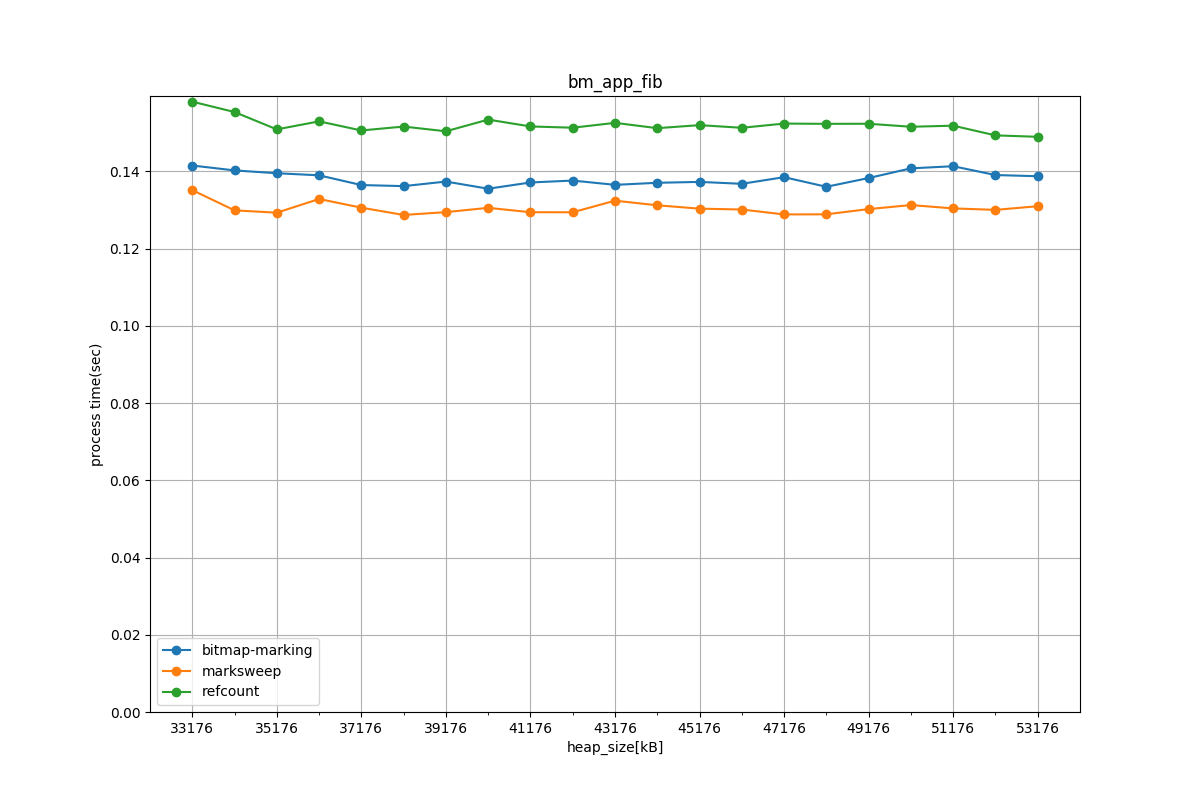 bm_app_fib
process time(sec)
0.14
0.12
0.10
0.08
0.06
0.04
0.02
0.00
bitmap-marking
marksweep
refcount
33176 35176 37176 39176 41176 43176 45176 47176 49176 51176 53176
heap_size[kB]